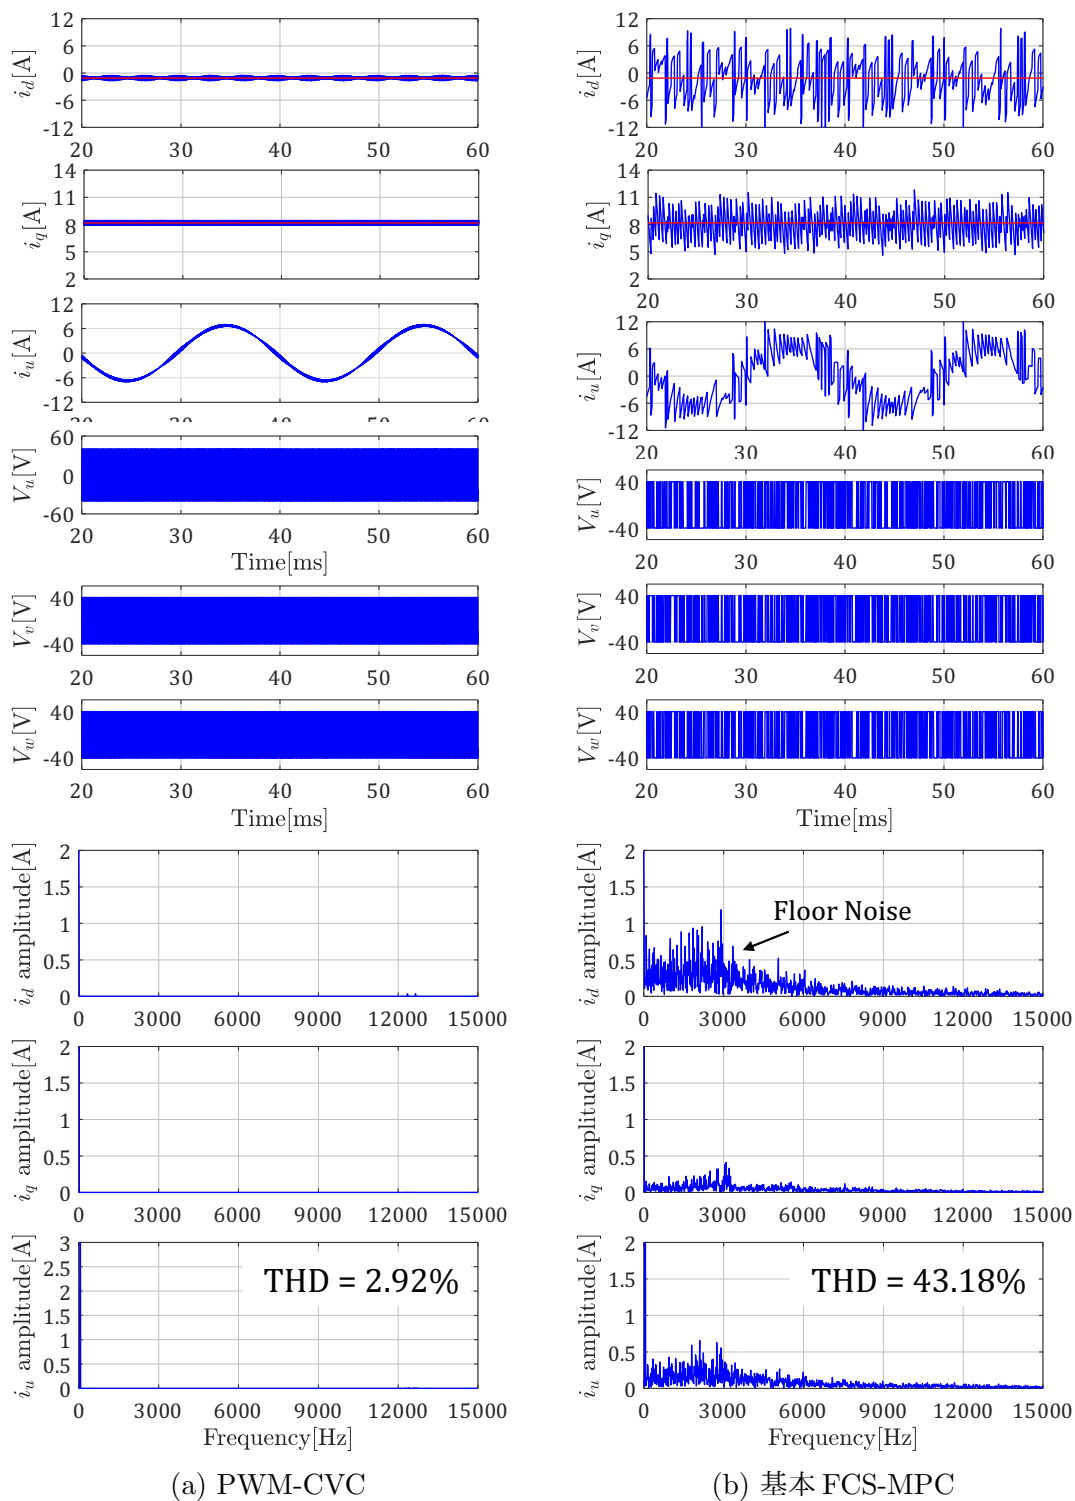 12
6
0
-6
-12
i_d[A]
20 30 40 50 60
14
11
8
5
2
i_q[A]
20 30 40 50 60
12
6
0
-6
-12
i_u[A]
20 30 40 50 60
60
0
-60
V_u[V]
20 30 40 50 60
Time[ms]
40
-40
V_v[V]
20 30 40 50 60
40
-40
V_w[V]
20 30 40 50 60
Time[ms]
2
1.5
1
0.5
0
i_d amplitude[A]
0 3000 6000 9000 12000 15000
2
1.5
1
0.5
0
i_q amplitude[A]
0 3000 6000 9000 12000 15000
3
2.5
2
1.5
1
0.5
0
i_u amplitude[A]
THD = 2.92%
0 3000 6000 9000 12000 15000
Frequency[Hz]
(a) PWM-CVC
12
6
0
-6
-12
i_d[A]
20 30 40 50 60
14
11
8
5
2
i_q[A]
20 30 40 50 60
12
6
0
-6
-12
i_u[A]
20 30 40 50 60
40
-40
V_u[V]
20 30 40 50 60
40
-40
V_v[V]
20 30 40 50 60
40
-40
V_w[V]
20 30 40 50 60
Time[ms]
2
1.5
1
0.5
0
i_d amplitude[A]
Floor Noise
0 3000 6000 9000 12000 15000
2
1.5
1
0.5
0
i_q amplitude[A]
0 3000 6000 9000 12000 15000
2
1.5
1
0.5
0
i_u amplitude[A]
THD = 43.18%
0 3000 6000 9000 12000 15000
Frequency[Hz]
(b) 基本 FCS-MPC